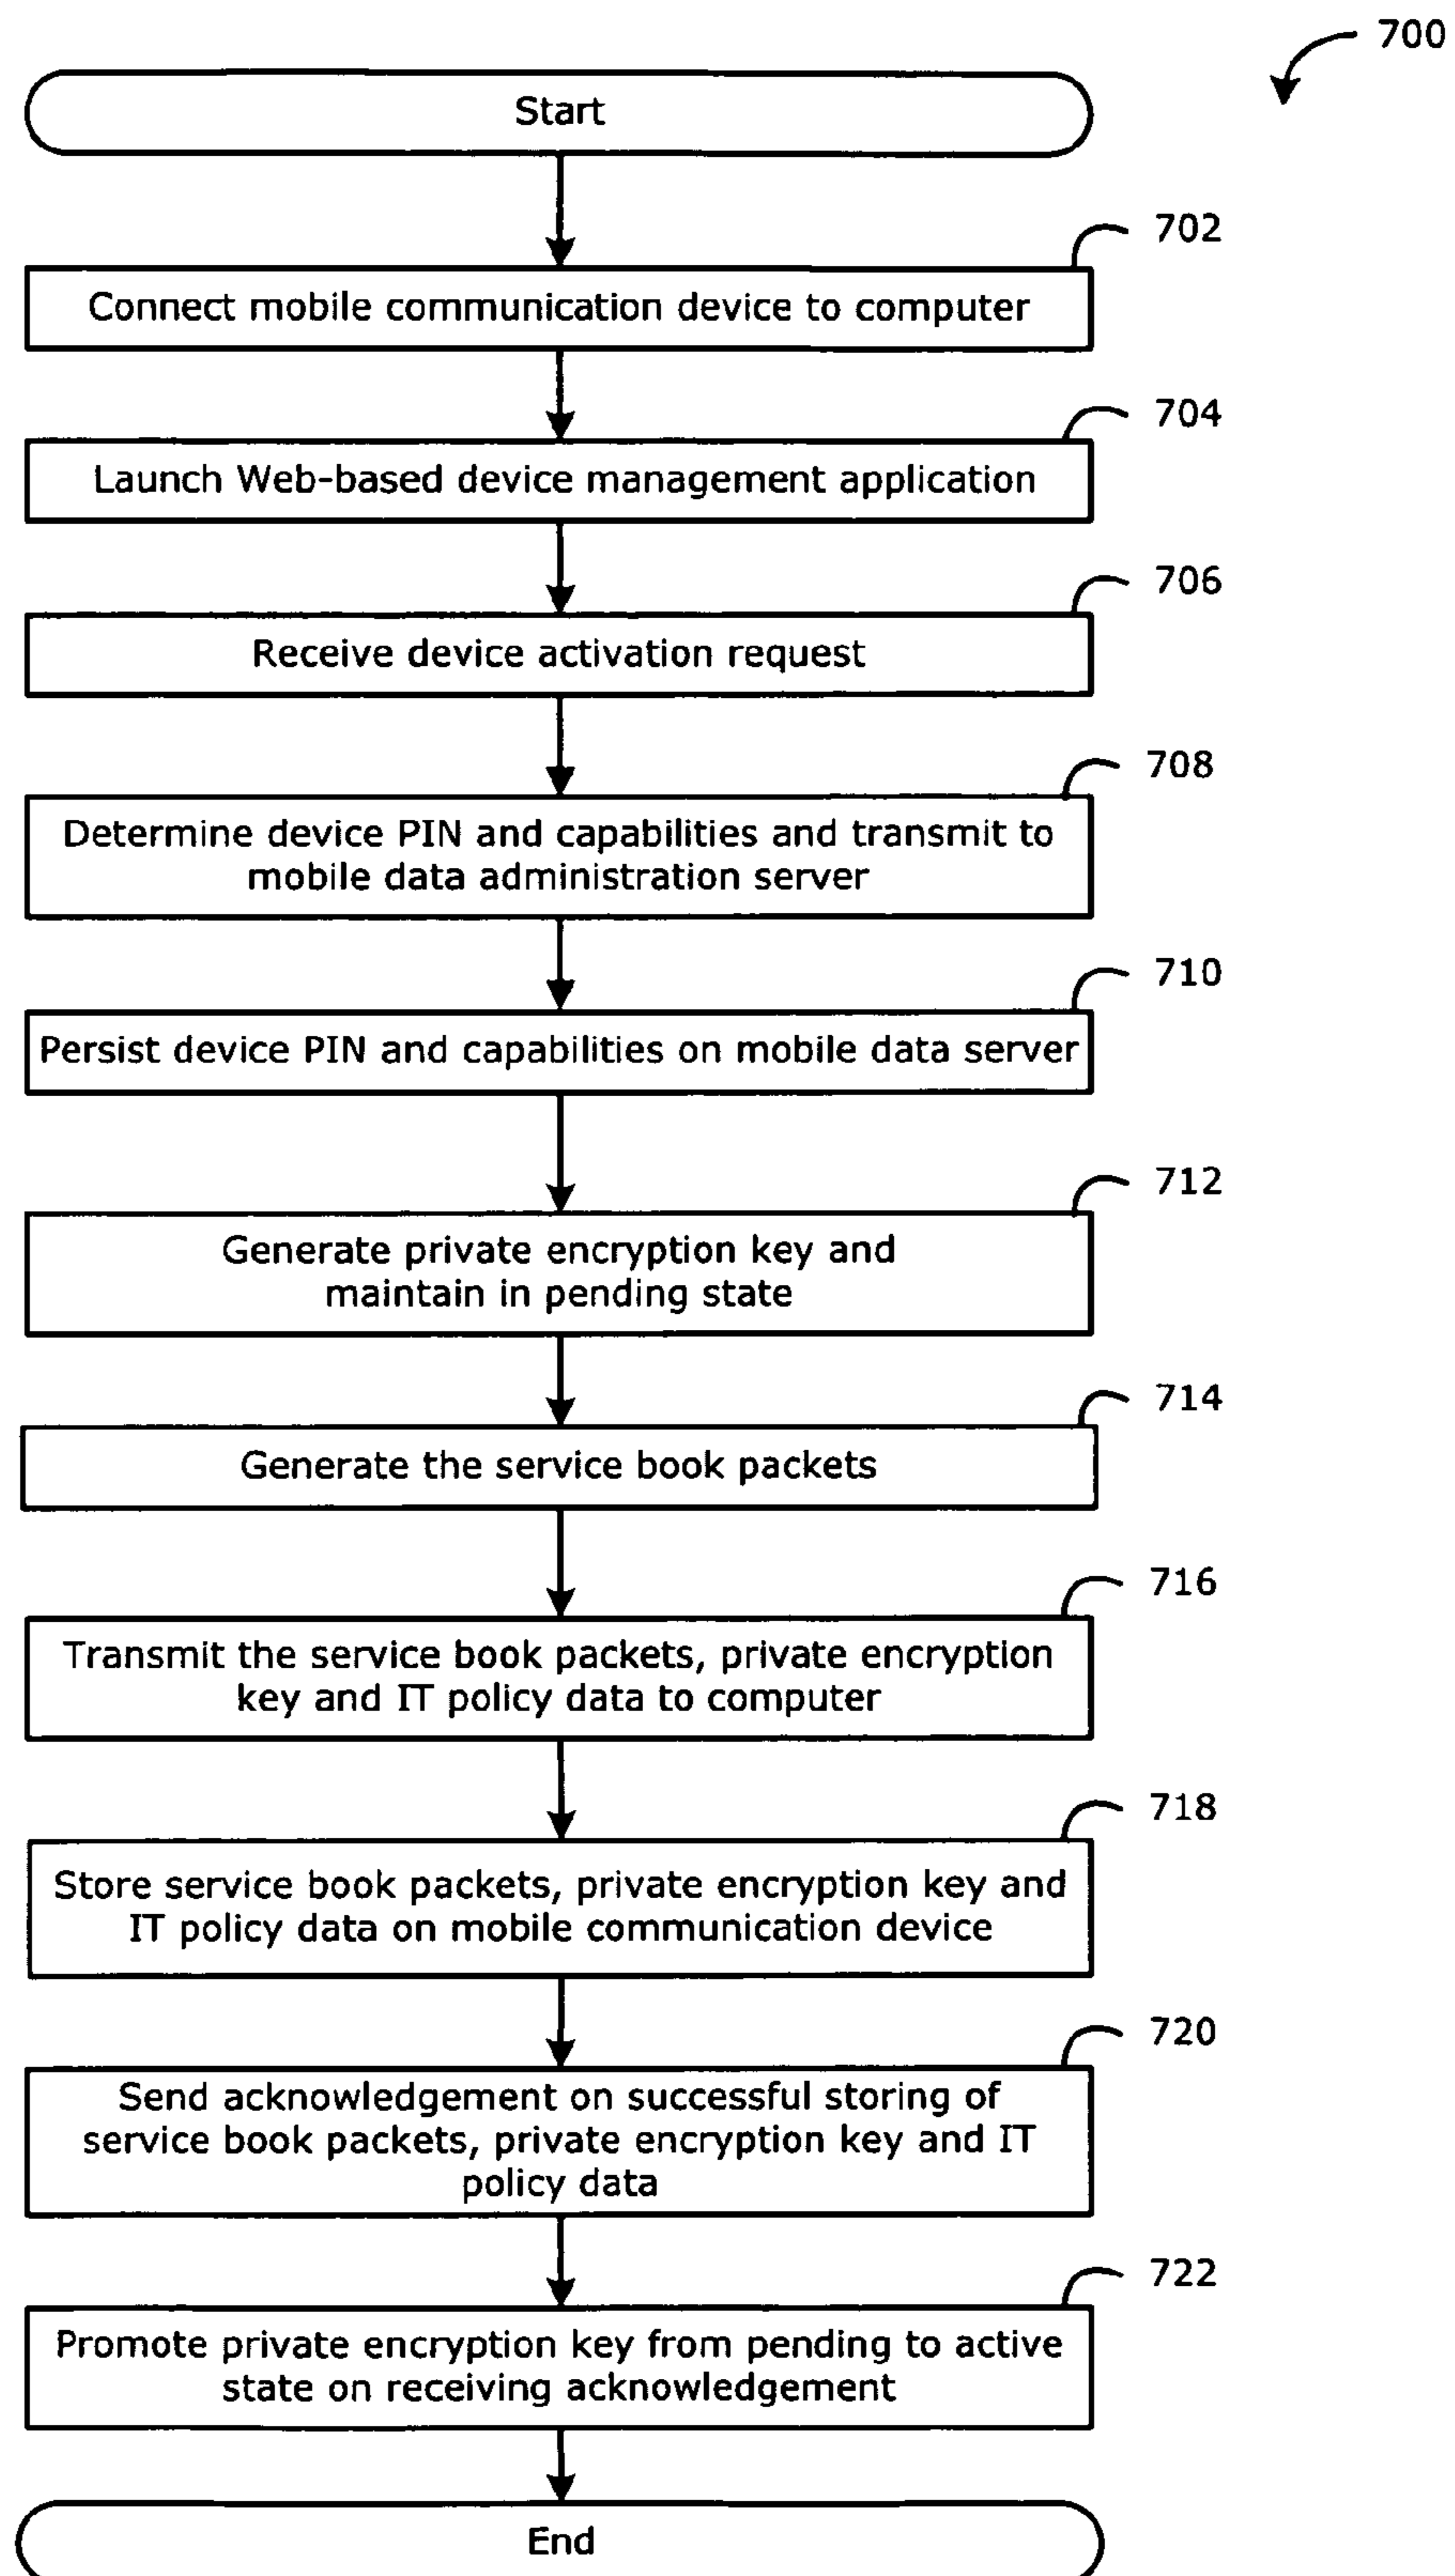 700
Start
702
Connect mobile communication device to computer
704
Launch Web-based device management application
706
Receive device activation request
708
Determine device PIN and capabilities and transmit to
mobile data administration server
710
Persist device PIN and capabilities on mobile data server
712
Generate private encryption key and
maintain in pending state
714
Generate the service book packets
716
Transmit the service book packets, private encryption
key and IT policy data to computer
718
Store service book packets, private encryption key and
IT policy data on mobile communication device
720
Send acknowledgement on successful storing of
service book packets, private encryption key and IT
policy data
722
Promote private encryption key from pending to active
state on receiving acknowledgement
End